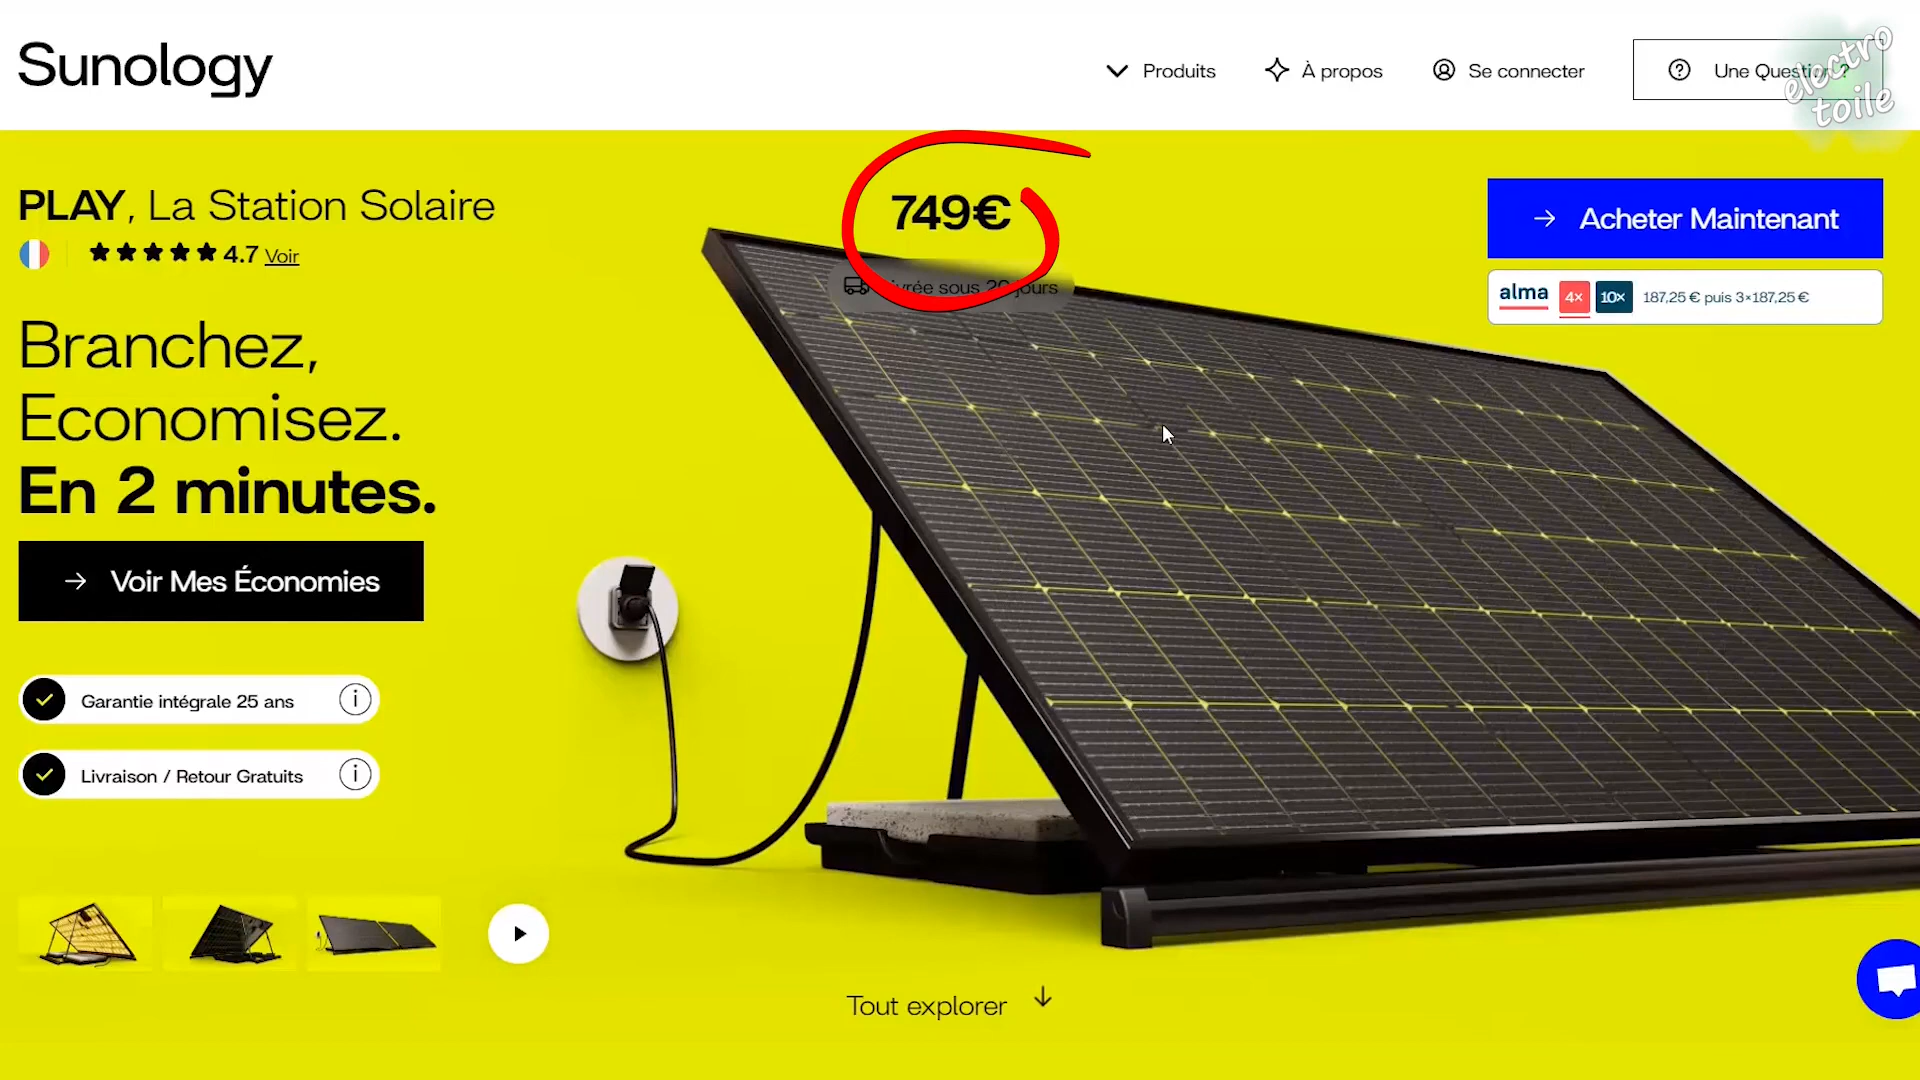 Sunology
Produits
À propos
Se connecter
Une Question ?
electro
toile
PLAY, La Station Solaire
4.7 Voir
749€
sous 20 jours
Acheter Maintenant
alma 4x 10x 187,25 € puis 3×187,25 €
Branchez,
Economisez.
En 2 minutes.
Voir Mes Économies
Garantie intégrale 25 ans
Livraison / Retour Gratuits
Tout explorer